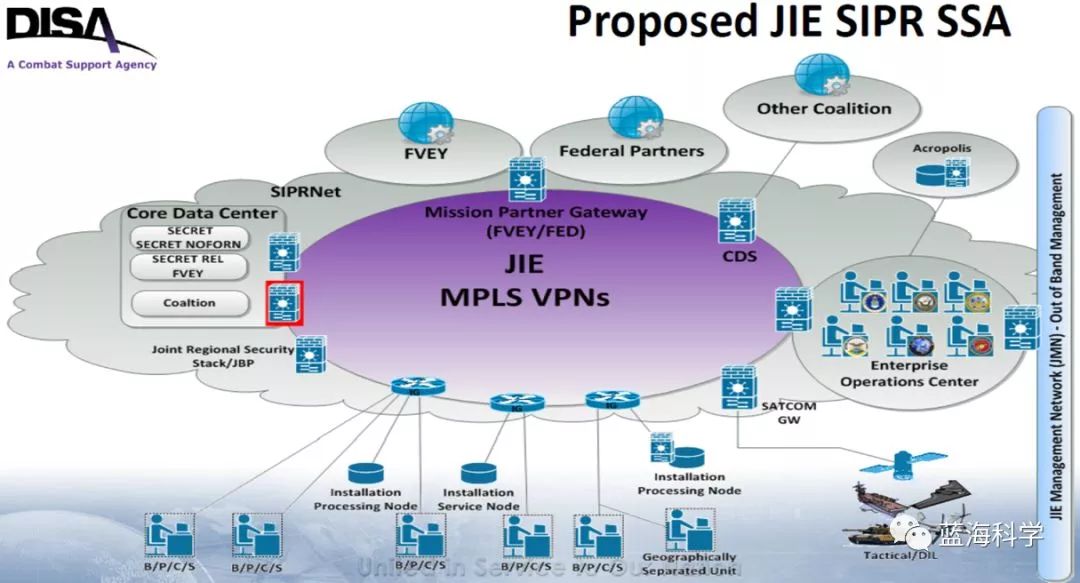 DISA
A Combat Support Agency
Proposed JIE SIPR SSA
FVEY
Federal Partners
Other Coalition
Acropolis
SIPRNet
Core Data Center
SECRET
SECRET NOFORN
SECRET REL
FVEY
Coaltion
Mission Partner Gateway
(FVEY/FED)
JIE
MPLS VPNs
CDS
Joint Regional Security
Stack/JBP
Enterprise
Operations Center
IG
IG
IG
SATCOM
GW
Installation
Processing Node
Installation
Service Node
Installation
Processing Node
B/P/C/S
B/P/C/S
B/P/C/S
B/P/C/S
B/P/C/S
Geographically
Separated Unit
Tactical/DIL
JIE Management Network (JMN) - Out of Band Management
United in Service to Our
蓝海科学